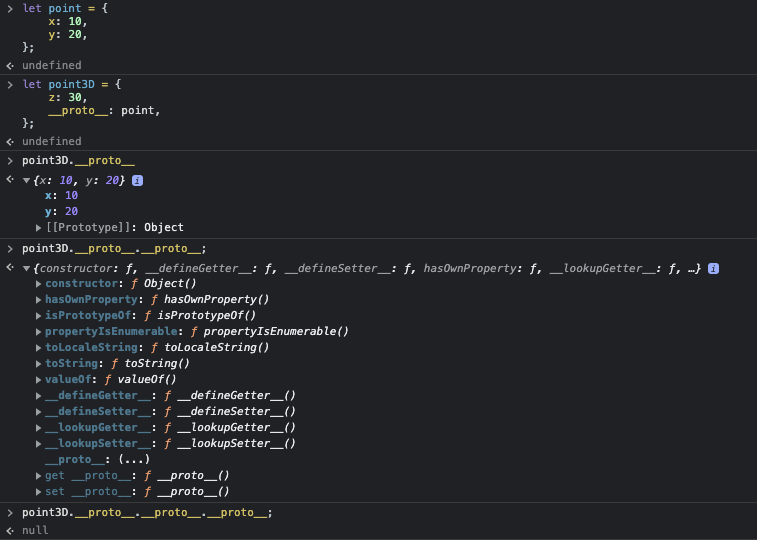 let point = {
    x: 10,
    y: 20,
};
undefined
let point3D = {
    z: 30,
    __proto__: point,
};
undefined
point3D.__proto__
{x: 10, y: 20} i
x: 10
y: 20
[[Prototype]]: Object
point3D.__proto__.__proto__;
{constructor: ƒ, __defineGetter__: ƒ, __defineSetter__: ƒ, hasOwnProperty: ƒ, __lookupGetter__: ƒ, …} i
constructor: ƒ Object()
hasOwnProperty: ƒ hasOwnProperty()
isPrototypeOf: ƒ isPrototypeOf()
propertyIsEnumerable: ƒ propertyIsEnumerable()
toLocaleString: ƒ toLocaleString()
toString: ƒ toString()
valueOf: ƒ valueOf()
__defineGetter__: ƒ __defineGetter__()
__defineSetter__: ƒ __defineSetter__()
__lookupGetter__: ƒ __lookupGetter__()
__lookupSetter__: ƒ __lookupSetter__()
__proto__: (...)
get __proto__: ƒ __proto__()
set __proto__: ƒ __proto__()
point3D.__proto__.__proto__.__proto__;
null